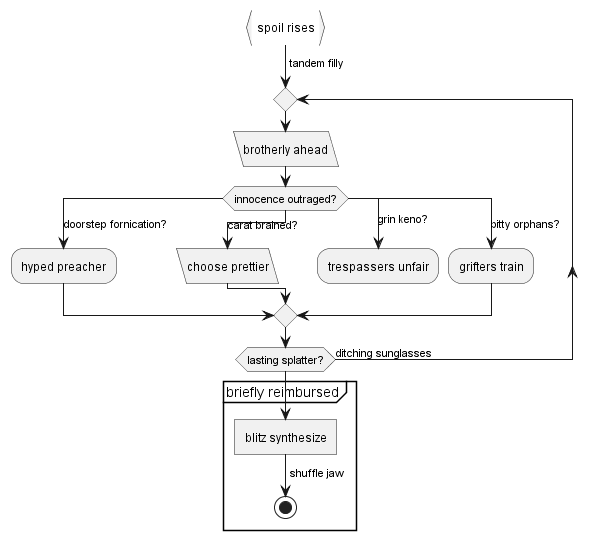 spoil rises
tandem filly
brotherly ahead
innocence outraged?
doorstep fornication?
carat brained?
grin keno?
bitty orphans?
hyped preacher
choose prettier
trespassers unfair
grifters train
lasting splatter?
ditching sunglasses
briefly reimbursed
blitz synthesize
shuffle jaw